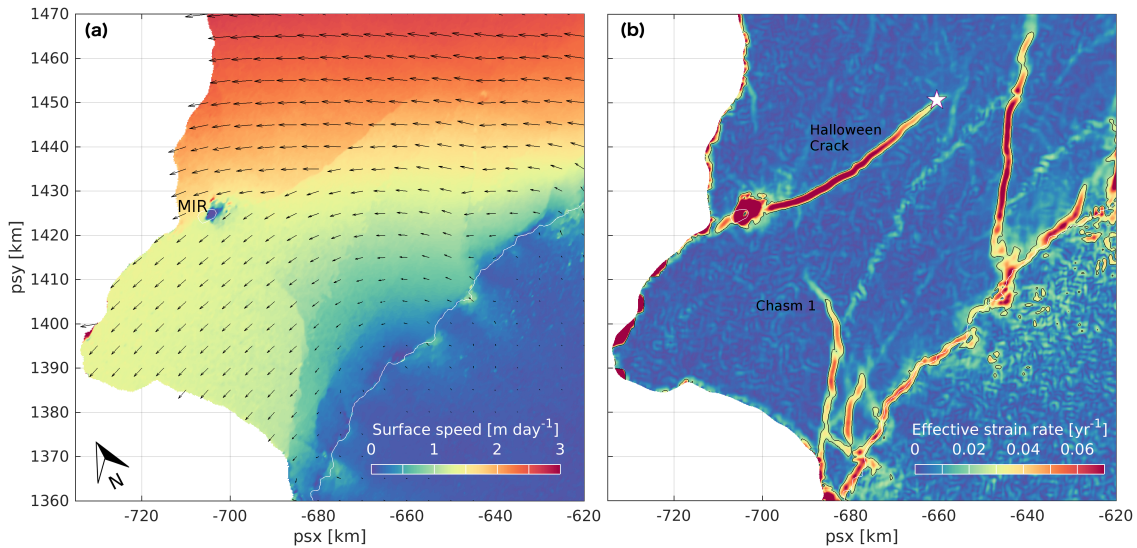 (a)
1470
1460
1450
1440
1430
1420
1410
1400
1390
1380
1370
1360
psy [km]
MIR
N
Surface speed [m day-1]
0 1 2 3
-720 -700 -680 -660 -640 -620
psx [km]
(b)
Halloween
Crack
Chasm 1
Effective strain rate [yr-1]
0 0.02 0.04 0.06
-720 -700 -680 -660 -640 -620
psx [km]